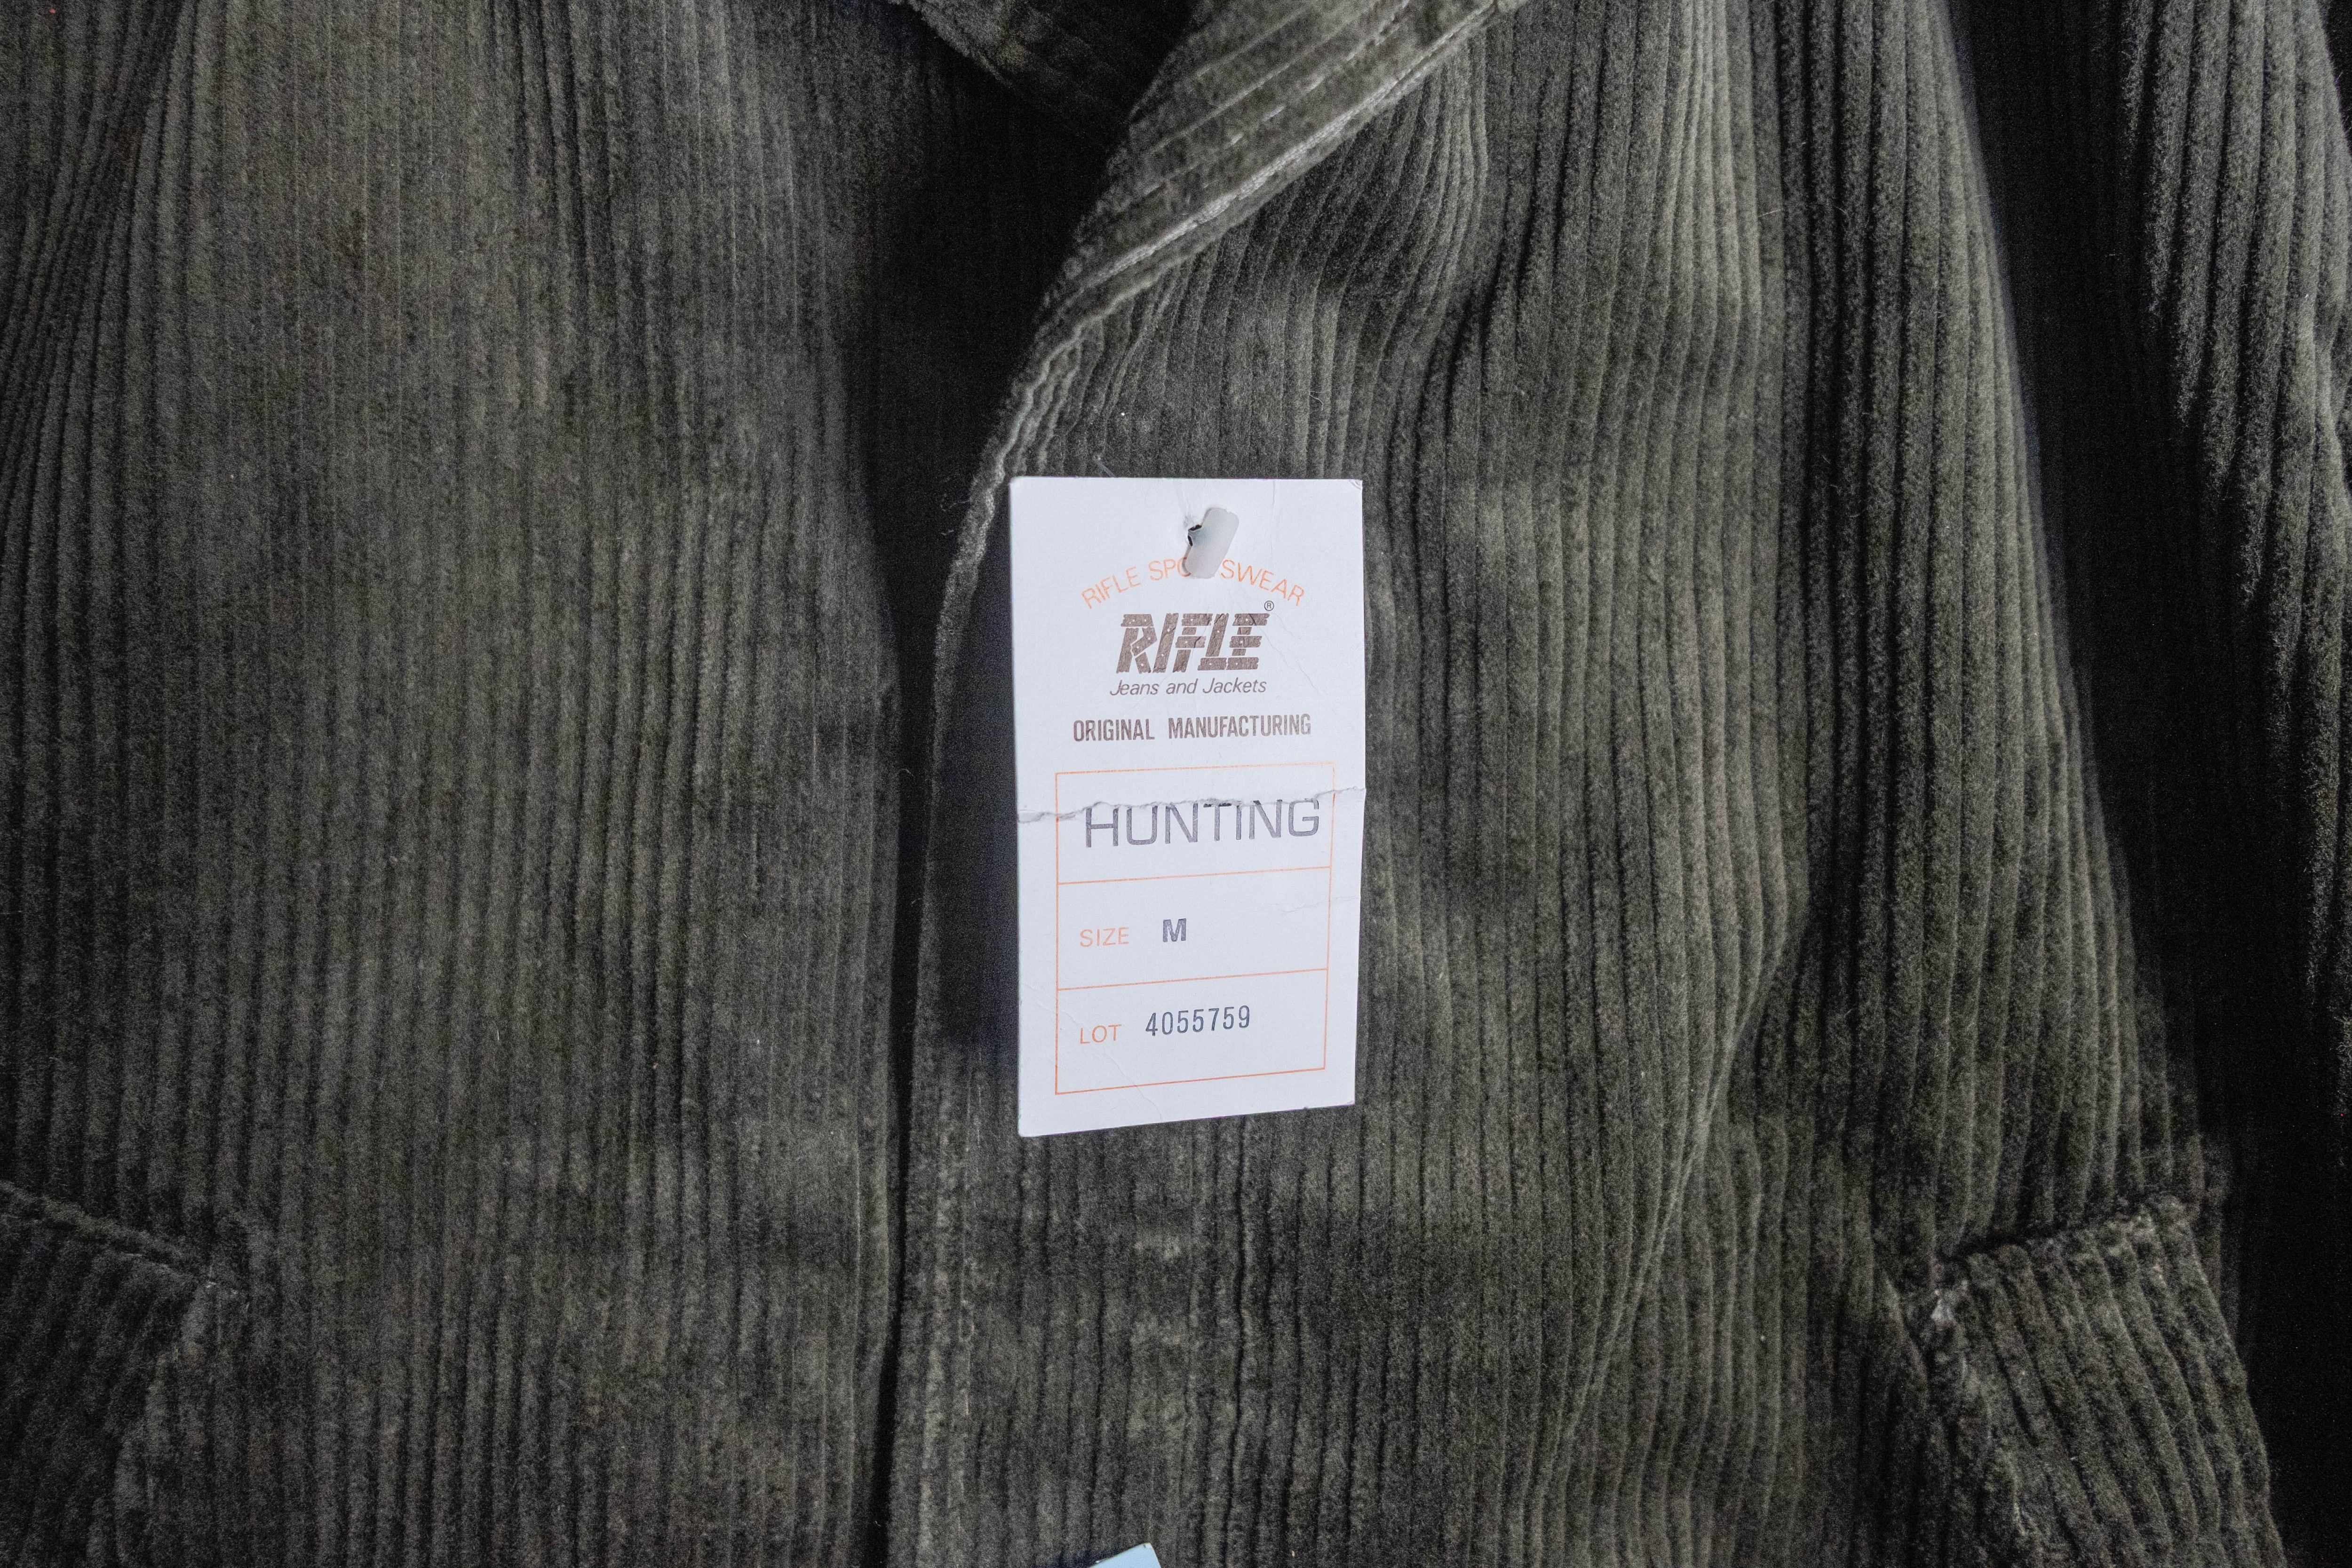 RIFLE SPORTSWEAR
RIFLE®
Jeans and Jackets
ORIGINAL MANUFACTURING
HUNTING
SIZE M
LOT 4055759